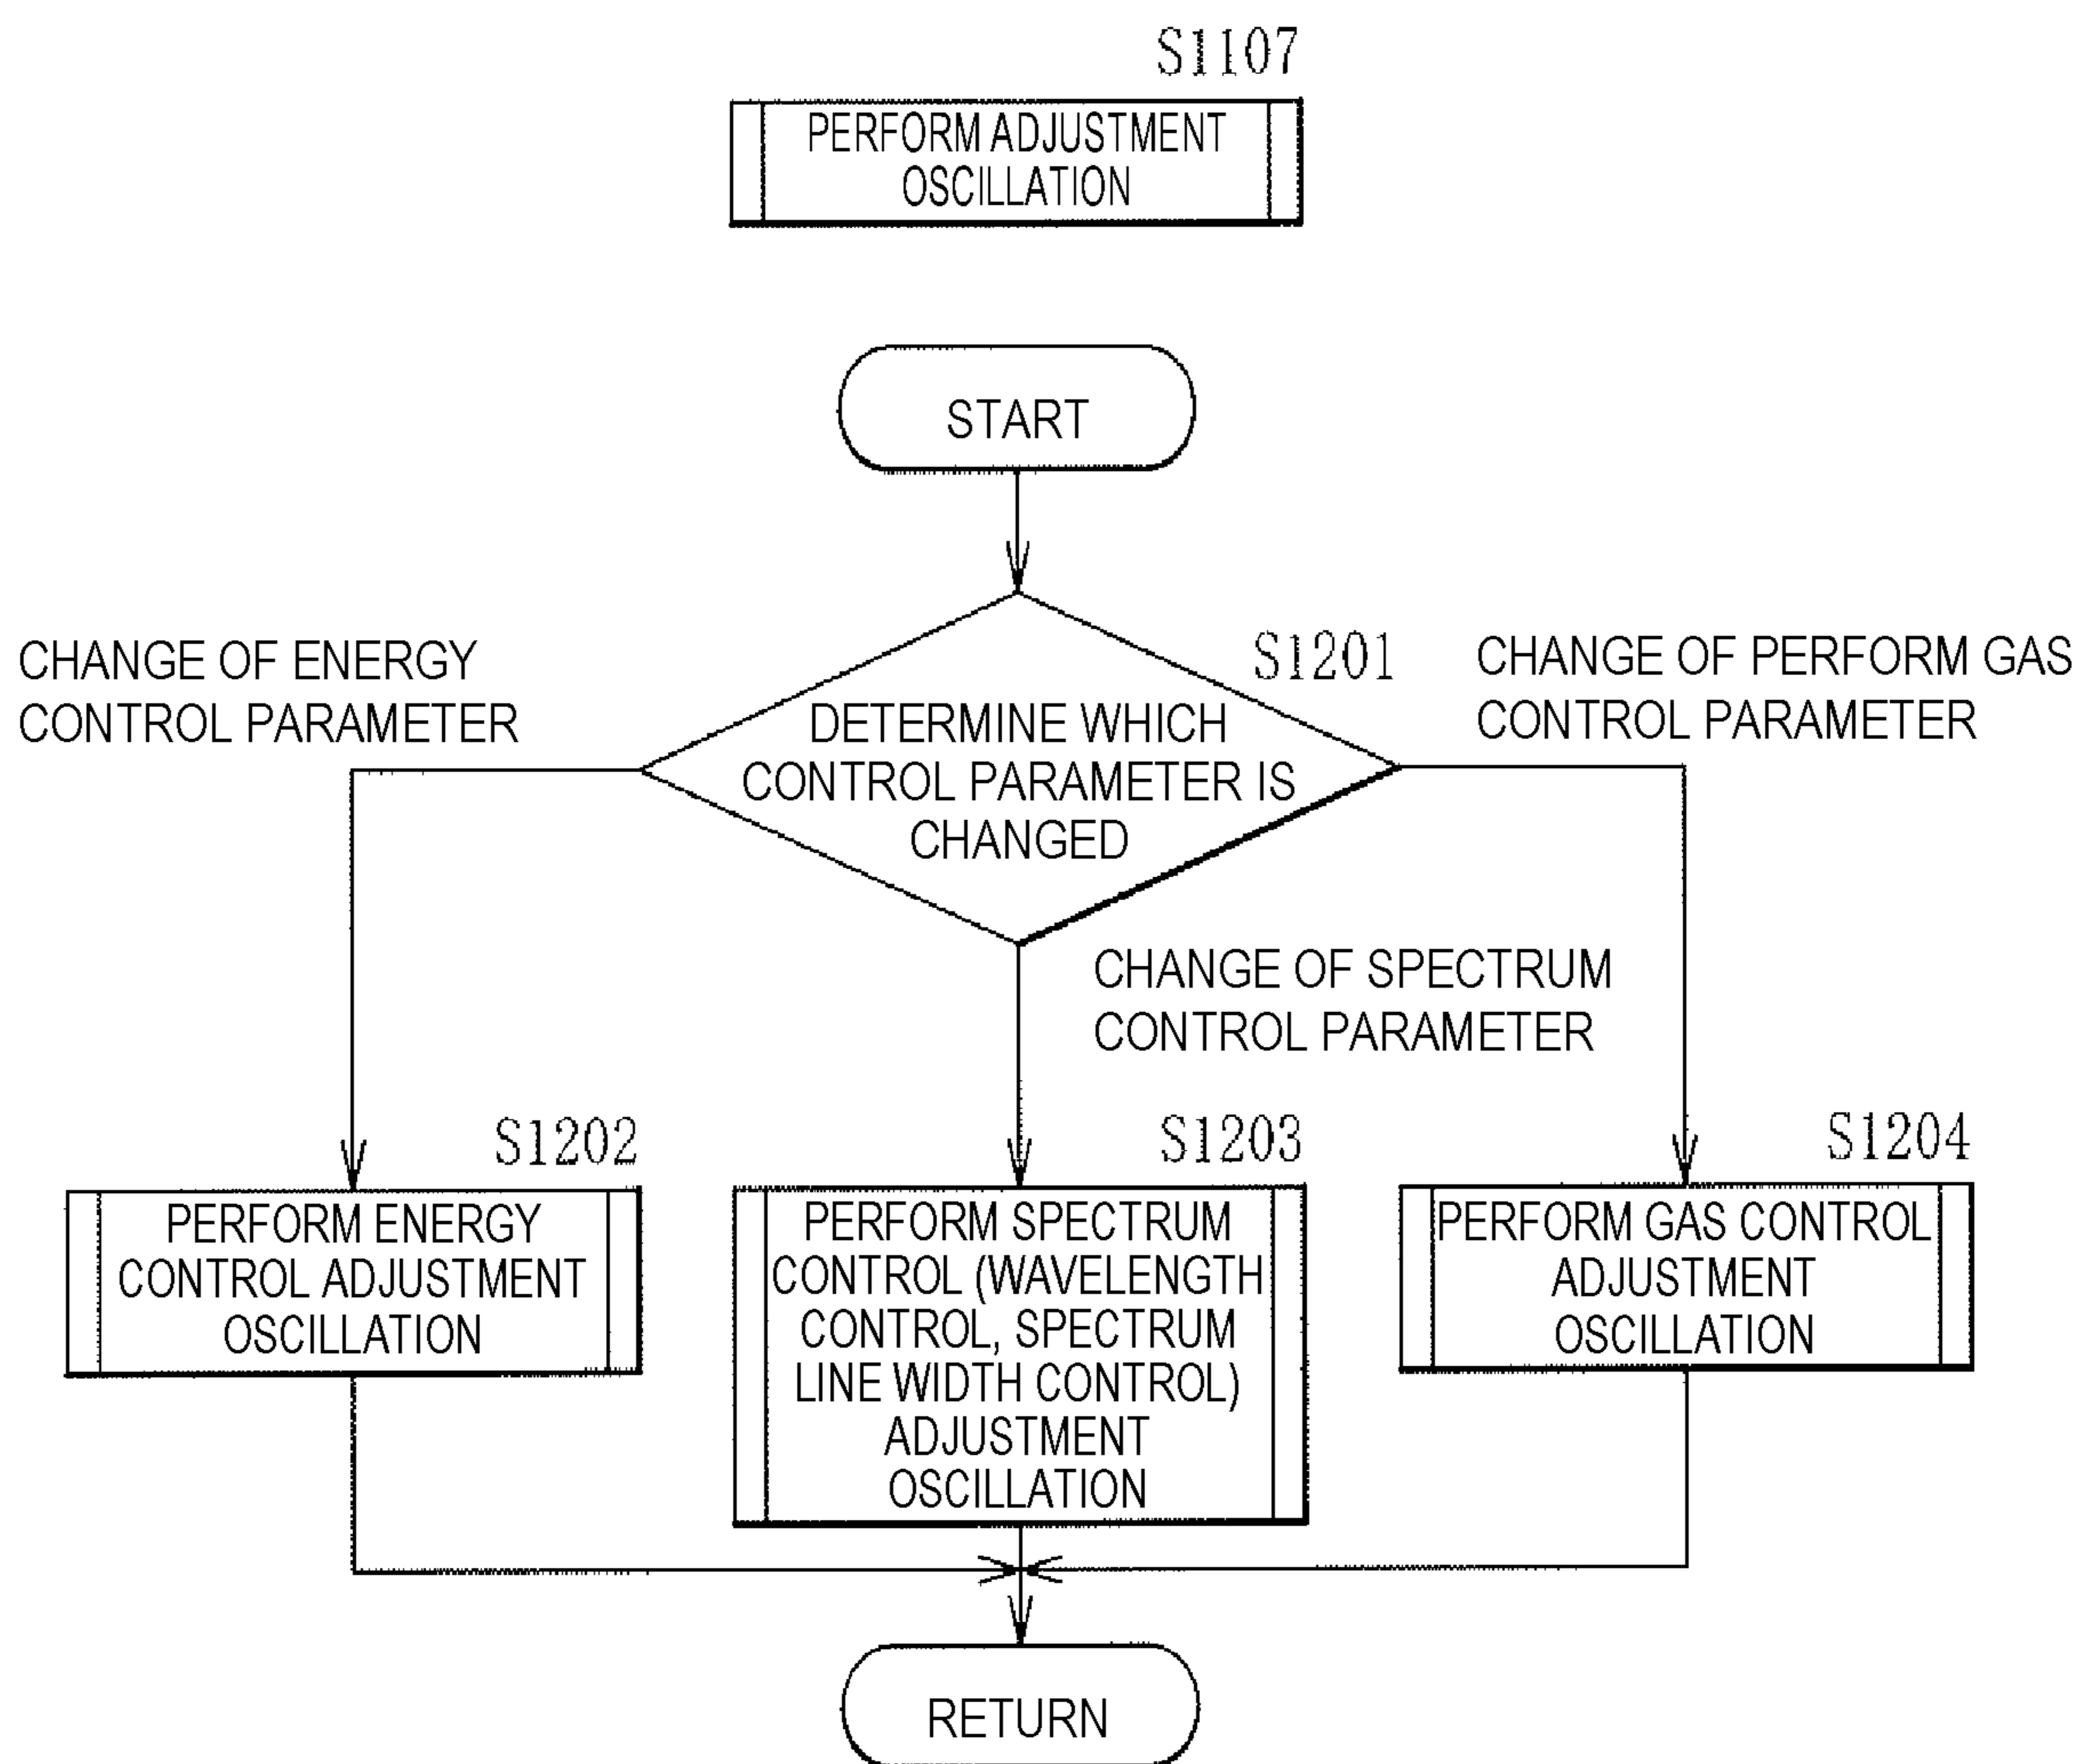 S1107
PERFORM ADJUSTMENT
OSCILLATION
START
CHANGE OF ENERGY
CONTROL PARAMETER
S1201
DETERMINE WHICH
CONTROL PARAMETER IS
CHANGED
CHANGE OF PERFORM GAS
CONTROL PARAMETER
CHANGE OF SPECTRUM
CONTROL PARAMETER
S1202
PERFORM ENERGY
CONTROL ADJUSTMENT
OSCILLATION
S1203
PERFORM SPECTRUM
CONTROL (WAVELENGTH
CONTROL, SPECTRUM
LINE WIDTH CONTROL)
ADJUSTMENT
OSCILLATION
S1204
PERFORM GAS CONTROL
ADJUSTMENT
OSCILLATION
RETURN